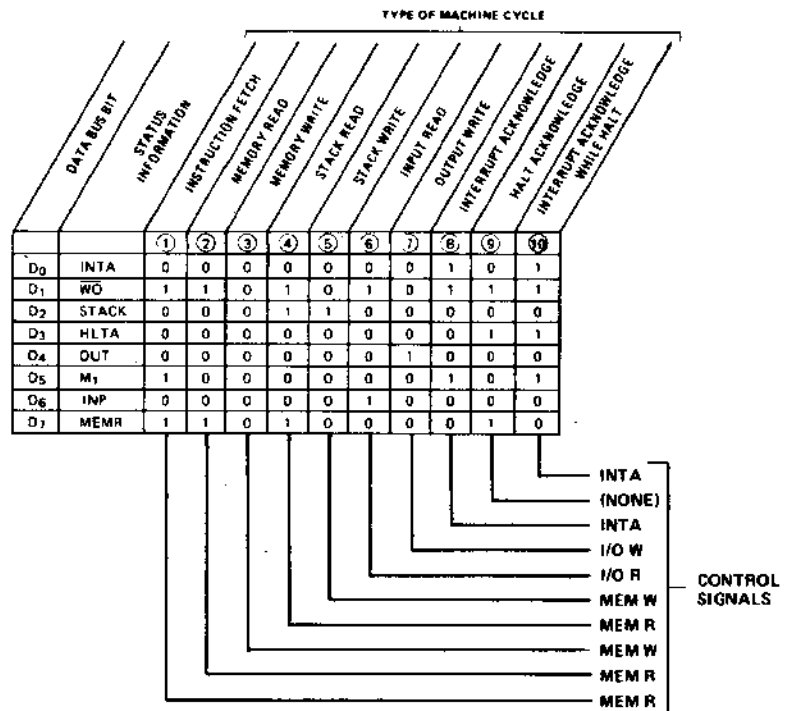 TYPE OF MACHINE CYCLE
DATA BUS BIT
STATUS INFORMATION
INSTRUCTION FETCH
MEMORY READ
MEMORY WRITE
STACK READ
STACK WRITE
INPUT READ
OUTPUT WRITE
INTERRUPT ACKNOWLEDGE
HALT ACKNOWLEDGE
INTERRUPT ACKNOWLEDGE WHILE HALT
① ② ③ ④ ⑤ ⑥ ⑦ ⑧ ⑨ ⑩
D₀ INTA 0 0 0 0 0 0 0 1 0 1
D₁ W̅O̅ 1 1 0 1 0 1 0 1 1 1
D₂ STACK 0 0 0 1 1 0 0 0 0 0
D₃ HLTA 0 0 0 0 0 0 0 0 1 1
D₄ OUT 0 0 0 0 0 0 1 0 0 0
D₅ M₁ 1 0 0 0 0 0 0 1 0 1
D₆ INP 0 0 0 0 0 1 0 0 0 0
D₇ MEMR 1 1 0 1 0 0 0 0 1 0
INTA
(NONE)
INTA
I/O W
I/O R
MEM W
MEM R
MEM W
MEM R
MEM R
CONTROL
SIGNALS